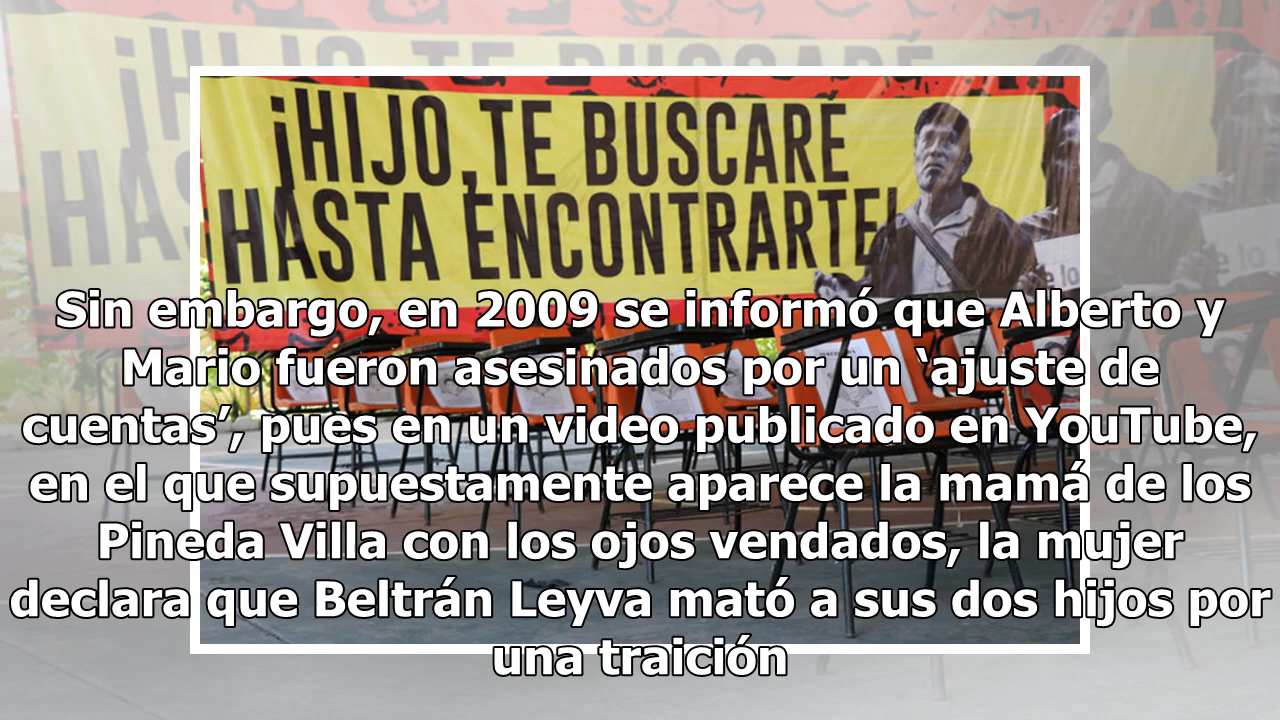 ¡HIJO, TE BUSCARÉ
HASTA ENCONTRARTE!
Sin embargo, en 2009 se informó que Alberto y
Mario fueron asesinados por un ‘ajuste de
cuentas’, pues en un video publicado en YouTube,
en el que supuestamente aparece la mamá de los
Pineda Villa con los ojos vendados, la mujer
declara que Beltrán Leyva mató a sus dos hijos por
una traición